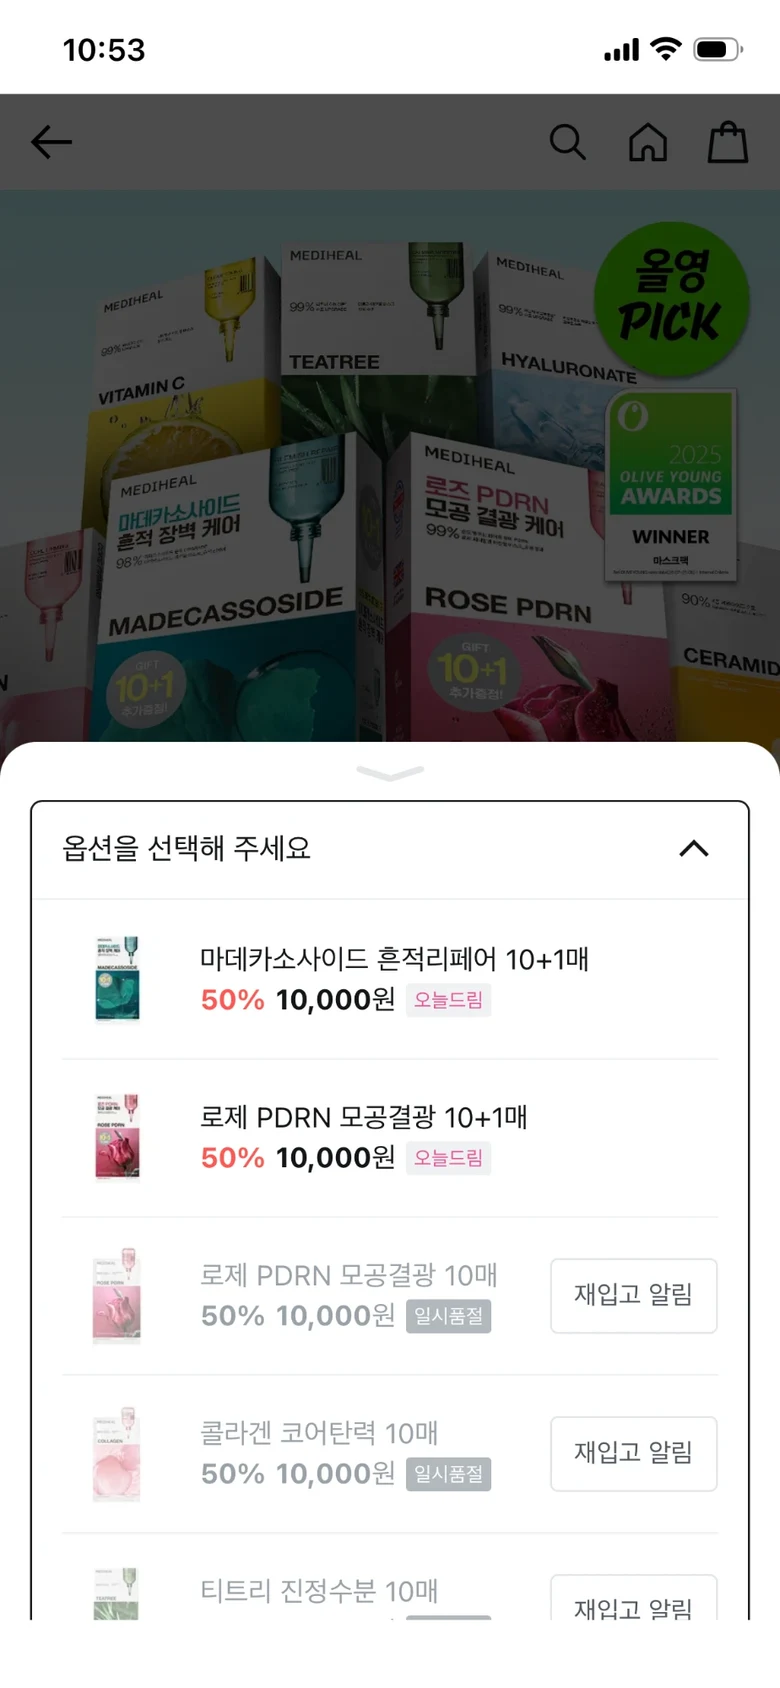 10:53
MEDIHEAL
VITAMIN C
99%
MEDIHEAL
99%
TEATREE
MEDIHEAL
99%
HYALURONATE
올영
PICK
2025
OLIVE YOUNG
AWARDS
WINNER
마스크팩
MEDIHEAL
마데카소사이드
흔적 장벽 케어
98%
MADECASSOSIDE
GIFT
10+1
추가증정!
MEDIHEAL
로즈 PDRN
모공 결광 케어
99%
ROSE PDRN
GIFT
10+1
추가증정!
90%
CERAMID
N
옵션을 선택해 주세요
마데카소사이드 흔적리페어 10+1매
50% 10,000원 오늘드림
로제 PDRN 모공결광 10+1매
50% 10,000원 오늘드림
로제 PDRN 모공결광 10매
50% 10,000원 일시품절
재입고 알림
콜라겐 코어탄력 10매
50% 10,000원 일시품절
재입고 알림
티트리 진정수분 10매
재입고 알림